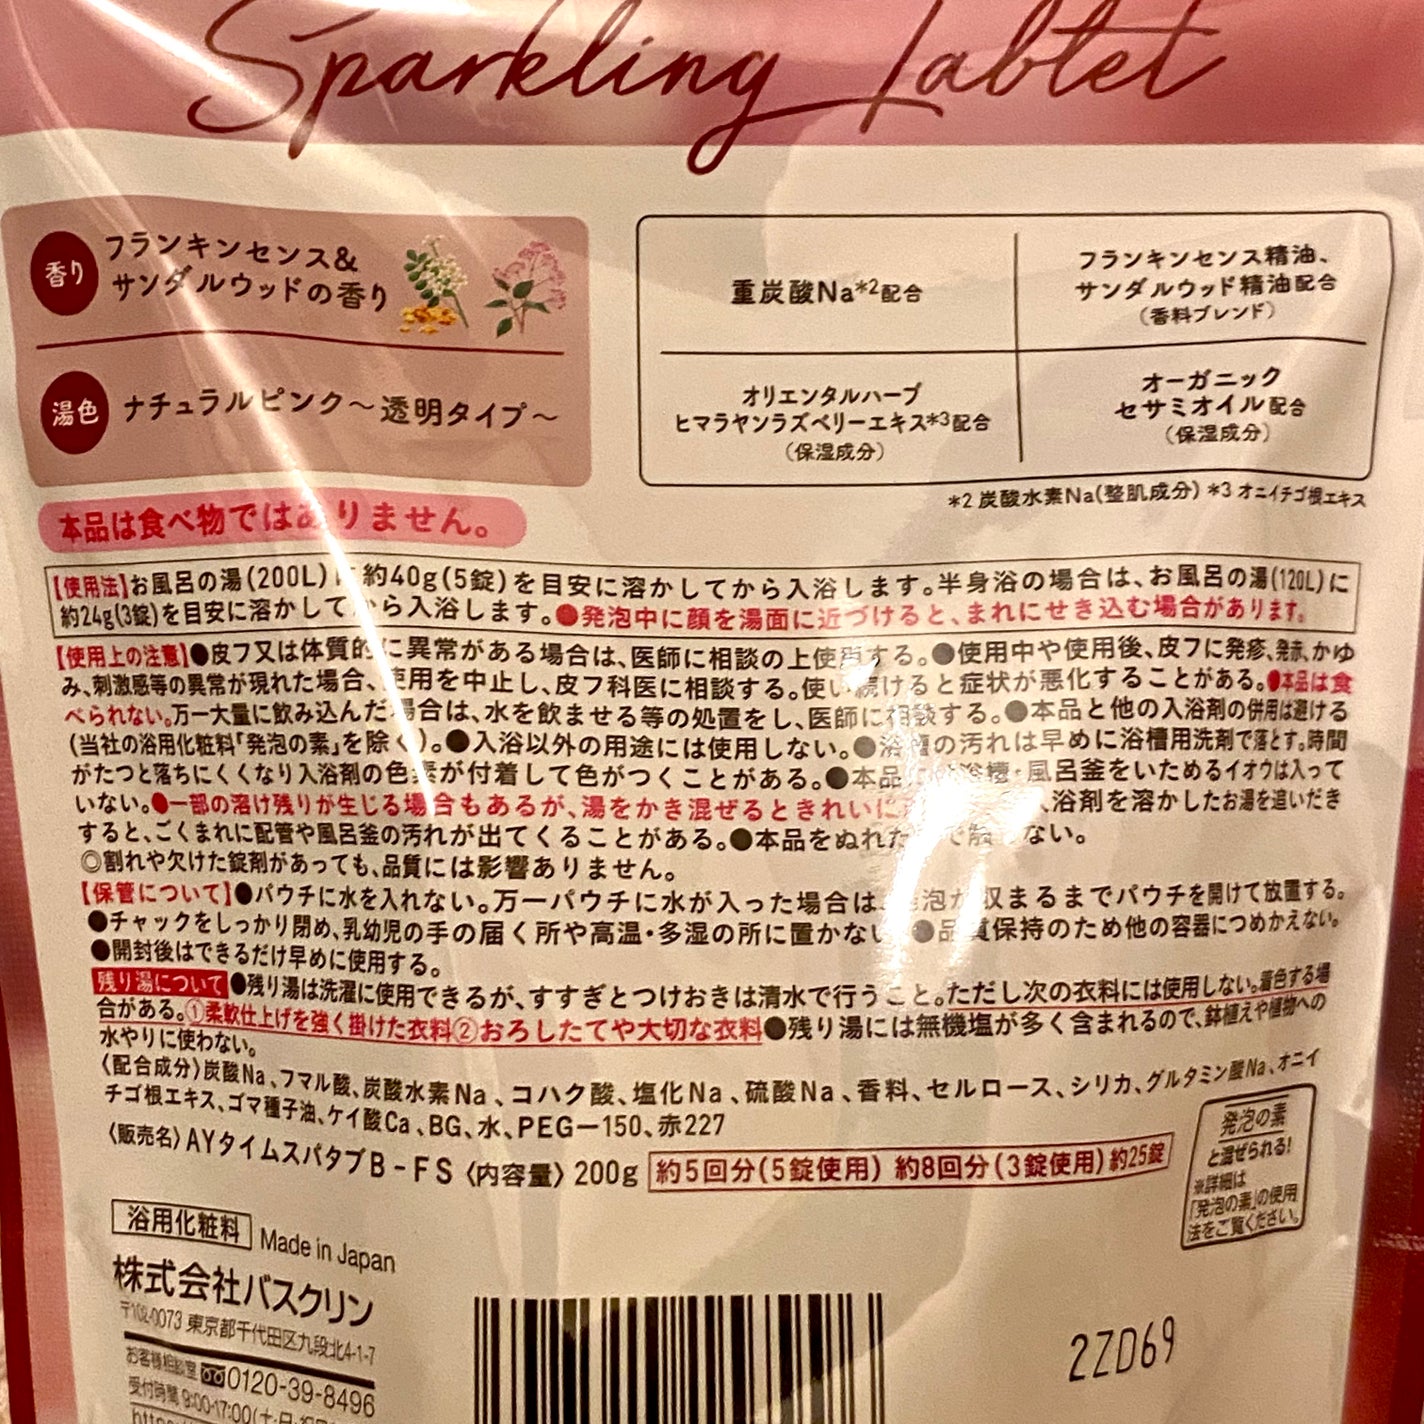 Sparkling Tablet
香り
フランキンセンス&
サンダルウッドの香り
湯色
ナチュラルピンク～透明タイプ～
重炭酸Na*2配合
フランキンセンス精油、
サンダルウッド精油配合
(香料ブレンド)
オリエンタルハーブ
ヒマラヤンラズベリーエキス*3配合
(保湿成分)
オーガニック
セサミオイル配合
(保湿成分)
*2 炭酸水素Na(整肌成分) *3 オニイチゴ根エキス
本品は食べ物ではありません。
【使用法】お風呂の湯(200L)に約40g(5錠)を目安に溶かしてから入浴します。半身浴の場合は、お風呂の湯(120L)に
約24g(3錠)を目安に溶かしてから入浴します。●発泡中に顔を湯面に近づけると、まれにせき込む場合があります。
【使用上の注意】●皮フ又は体質的に異常がある場合は、医師に相談の上使用する。●使用中や使用後、皮フに発疹、発赤、かゆ
み、刺激感等の異常が現れた場合、使用を中止し、皮フ科医に相談する。使い続けると症状が悪化することがある。●本品は食
べられない。万一大量に飲み込んだ場合は、水を飲ませる等の処置をし、医師に相談する。●本品と他の入浴剤の併用は避ける
(当社の浴用化粧料「発泡の素」を除く)。●入浴以外の用途には使用しない。●浴槽の汚れは早めに浴槽用洗剤で落とす。時間
がたつと落ちにくくなり入浴剤の色素が付着して色がつくことがある。●本品 浴槽・風呂釜をいためるイオウは入って
いない。●一部の溶け残りが生じる場合もあるが、湯をかき混ぜるときれいに 入浴剤を溶かしたお湯を追いだき
すると、ごくまれに配管や風呂釜の汚れが出てくることがある。●本品をぬれた で触 ない。
◎割れや欠けた錠剤があっても、品質には影響ありません。
【保管について】●パウチに水を入れない。万一パウチに水が入った場合は 発泡が収まるまでパウチを開けて放置する。
●チャックをしっかり閉め、乳幼児の手の届く所や高温・多湿の所に置かない ●品質保持のため他の容器につめかえない。
●開封後はできるだけ早めに使用する。
残り湯について●残り湯は洗濯に使用できるが、すすぎとつけおきは清水で行うこと。ただし次の衣料には使用しない。着色する場
合がある。①柔軟仕上げを強く掛けた衣料②おろしたてや大切な衣料●残り湯には無機塩が多く含まれるので、鉢植えや植物への
水やりに使わない。
〈配合成分〉炭酸Na、フマル酸、炭酸水素Na、コハク酸、塩化Na、硫酸Na、香料、セルロース、シリカ、グルタミン酸Na、オニイ
チゴ根エキス、ゴマ種子油、ケイ酸Ca、BG、水、PEG－150、赤227
〈販売名〉AYタイムスパタブB-FS〈内容量〉200g 約5回分(5錠使用) 約8回分(3錠使用)約25錠
発泡の素
と混ぜられる!
※詳細は
「発泡の素」の使用
法をご覧ください。
浴用化粧料 Made in Japan
株式会社バスクリン
〒102-0073 東京都千代田区九段北4-1-7
お客様相談室 0120-39-8496
受付時間 9:00-17:00(土・日・祝
2ZD69